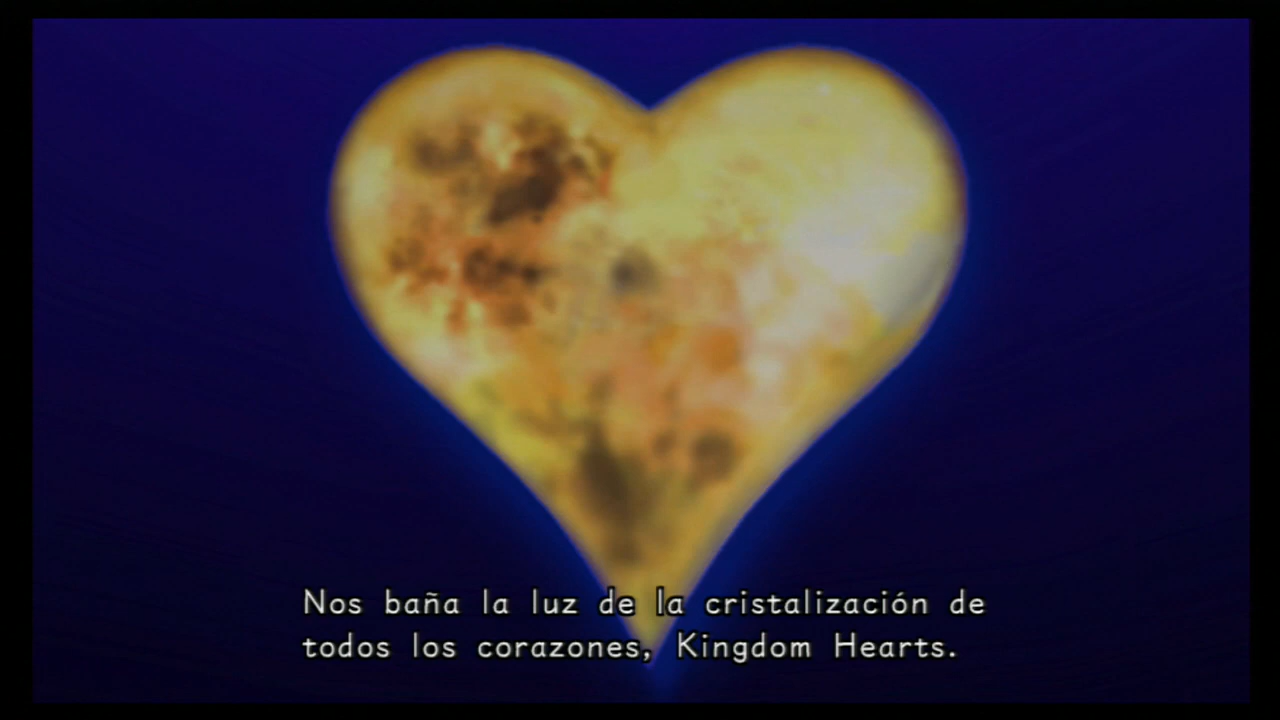 Nos baña la luz de la cristalización de
todos los corazones, Kingdom Hearts.